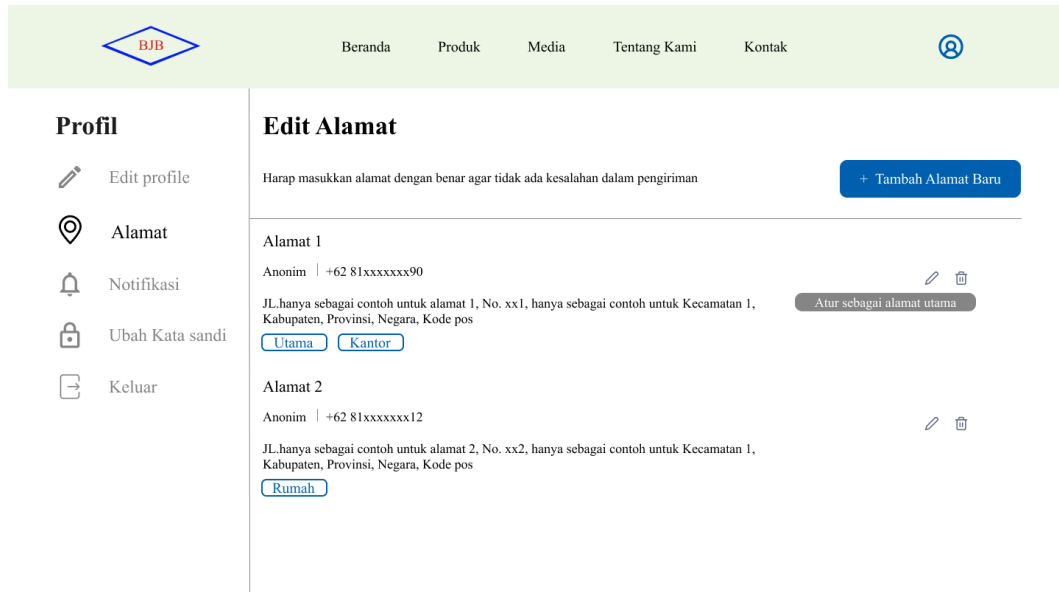 BJB
Beranda Produk Media Tentang Kami Kontak
Profil
Edit profile
Alamat
Notifikasi
Ubah Kata sandi
Keluar
Edit Alamat
Harap masukkan alamat dengan benar agar tidak ada kesalahan dalam pengiriman
+ Tambah Alamat Baru
Alamat 1
Anonim | +62 81xxxxxxx90
JL.hanya sebagai contoh untuk alamat 1, No. xx1, hanya sebagai contoh untuk Kecamatan 1,
Kabupaten, Provinsi, Negara, Kode pos
Utama Kantor
Atur sebagai alamat utama
Alamat 2
Anonim | +62 81xxxxxxx12
JL.hanya sebagai contoh untuk alamat 2, No. xx2, hanya sebagai contoh untuk Kecamatan 1,
Kabupaten, Provinsi, Negara, Kode pos
Rumah